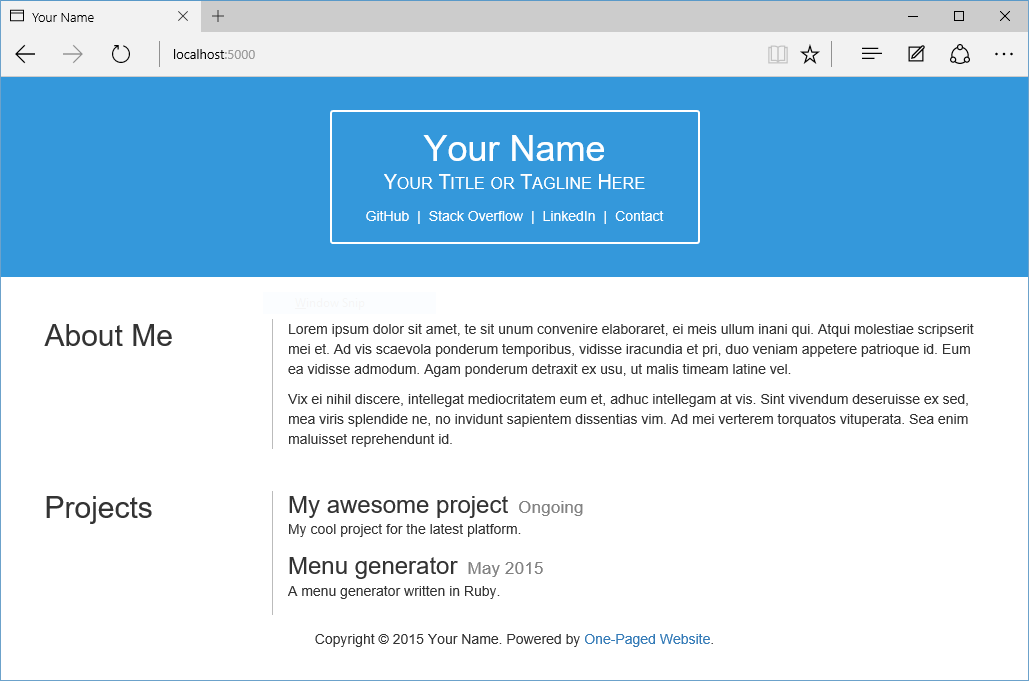 Your Name
localhost:5000
Your Name
Your Title or Tagline Here
GitHub | Stack Overflow | LinkedIn | Contact
Window Snip
About Me
Lorem ipsum dolor sit amet, te sit unum convenire elaboraret, ei meis ullum inani qui. Atqui molestiae scripserit
mei et. Ad vis scaevola ponderum temporibus, vidisse iracundia et pri, duo veniam appetere patrioque id. Eum
ea vidisse admodum. Agam ponderum detraxit ex usu, ut malis timeam latine vel.
Vix ei nihil discere, intellegat mediocritatem eum et, adhuc intellegam at vis. Sint vivendum deseruisse ex sed,
mea viris splendide ne, no invidunt sapientem dissentias vim. Ad mei verterem torquatos vituperata. Sea enim
maluisset reprehendunt id.
Projects
My awesome project Ongoing
My cool project for the latest platform.
Menu generator May 2015
A menu generator written in Ruby.
Copyright © 2015 Your Name. Powered by One-Paged Website.